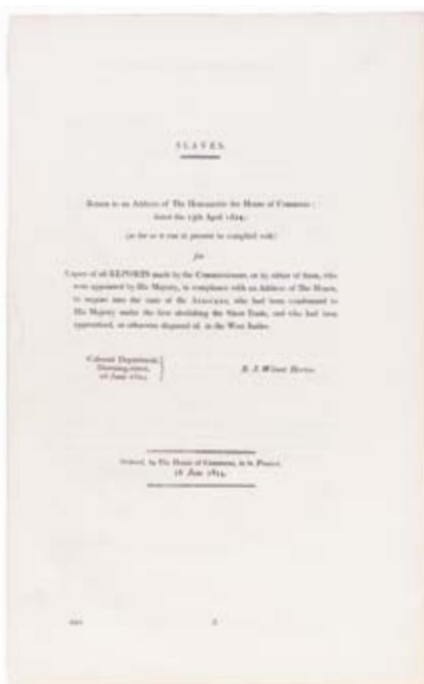 SLAVES.
Return to an Address of The Honourable the House of Commons;
dated the 13th April 1824;
(as far as it can at present be complied with)
for
Copies of all REPORTS made by the Commissioners, or by either of them, who
were appointed by His Majesty, in compliance with an Address of The House,
to inquire into the state of the AFRICANS, who had been condemned to
His Majesty under the Acts abolishing the Slave Trade, and who had been
apprenticed, or otherwise disposed of, in the West Indies.
Colonial Department,
Downing-street,
June 1824.
R. J. Wilmot Horton.
Ordered, by The House of Commons, to be Printed,
June 1824.